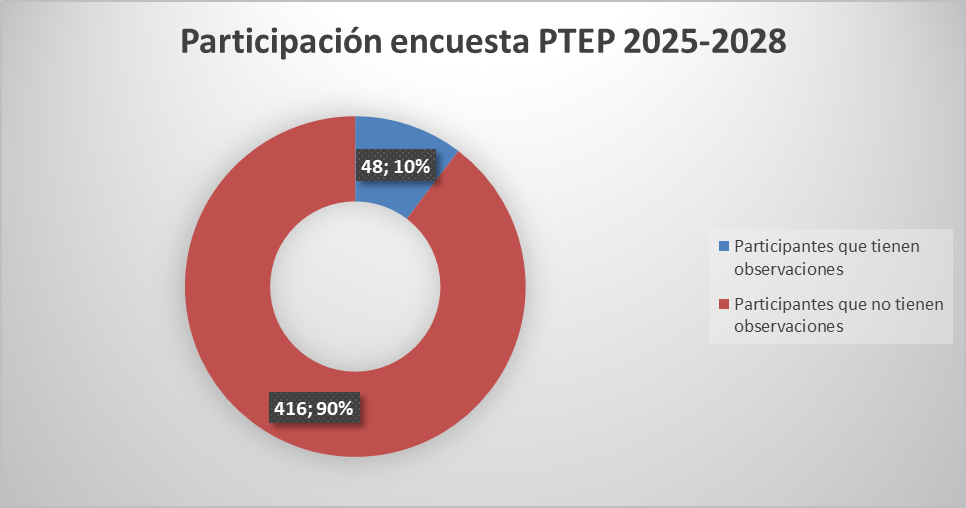 Participación encuesta PTEP 2025-2028
48; 10%
416; 90%
Participantes que tienen
observaciones
Participantes que no tienen
observaciones